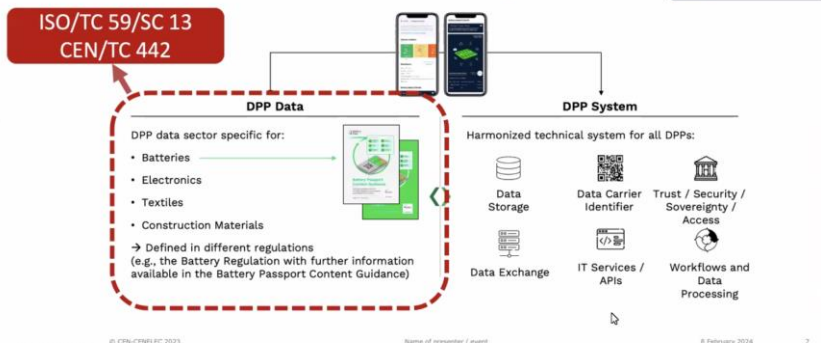 ISO/TC 59/SC 13
CEN/TC 442
DPP Data
DPP data sector specific for:
• Batteries
• Electronics
• Textiles
• Construction Materials
→ Defined in different regulations
(e.g., the Battery Regulation with further information
available in the Battery Passport Content Guidance)
Battery Passport
Content Guidance
DPP System
Harmonized technical system for all DPPs:
Data
Storage
Data Carrier
Identifier
Trust / Security /
Sovereignty /
Access
Data Exchange
IT Services /
APIs
Workflows and
Data
Processing
© CEN-CENELEC 2023
Name of presenter / event
8 February 2024
2